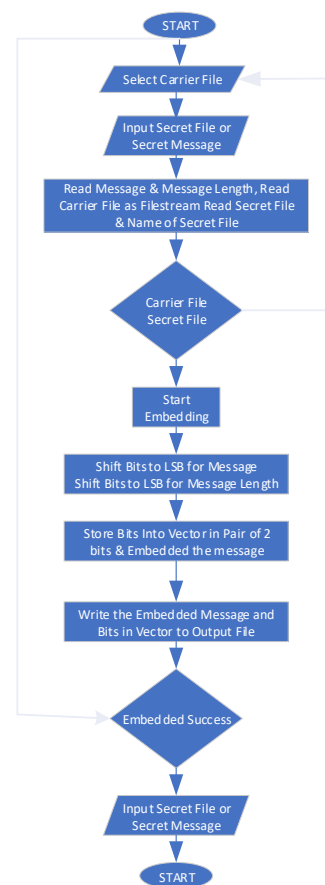 START
Select Carrier File
Input Secret File or
Secret Message
Read Message & Message Length, Read
Carrier File as Filestream Read Secret File
& Name of Secret File
Carrier File
Secret File
Start
Embedding
Shift Bits to LSB for Message
Shift Bits to LSB for Message Length
Store Bits Into Vector in Pair of 2
bits & Embedded the message
Write the Embedded Message and
Bits in Vector to Output File
Embedded Success
Input Secret File or
Secret Message
START